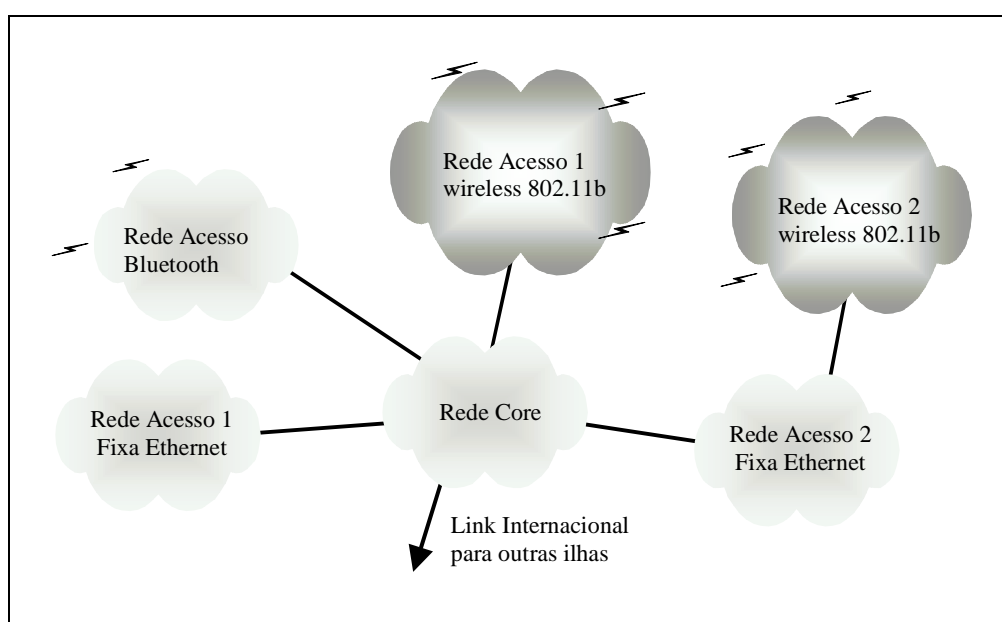 Rede Acesso 1
wireless 802.11b
Rede Acesso 2
wireless 802.11b
Rede Acesso
Bluetooth
Rede Acesso 1
Fixa Ethernet
Rede Core
Rede Acesso 2
Fixa Ethernet
Link Internacional
para outras ilhas